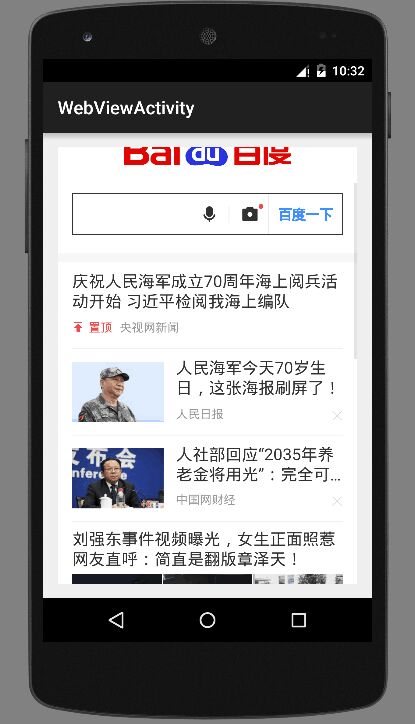 10:32
WebViewActivity
Bai du 百度
百度一下
庆祝人民海军成立70周年海上阅兵活
动开始 习近平检阅我海上编队
置顶 央视网新闻
人民海军今天70岁生
日，这张海报刷屏了！
人民日报
人社部回应“2035年养
老金将用光”：完全可...
中国网财经
发布会
onference
刘强东事件视频曝光，女生正面照惹
网友直呼：简直是翻版章泽天！